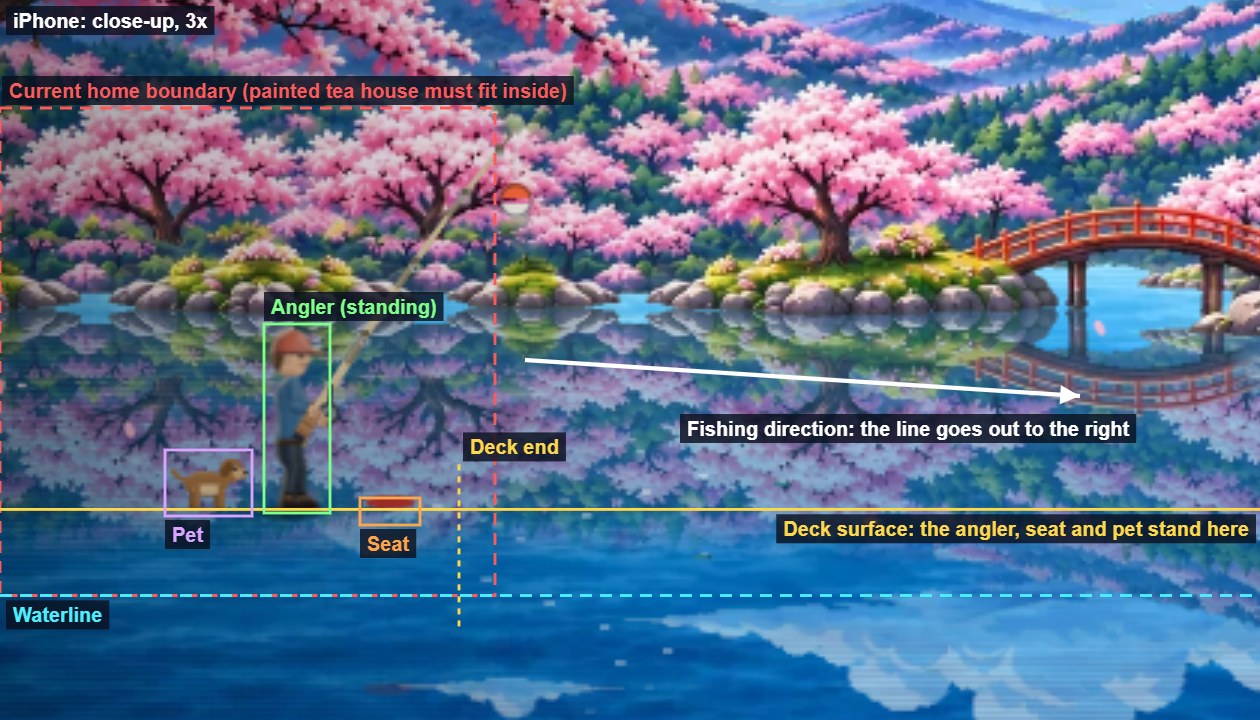 iPhone: close-up, 3x
Current home boundary (painted tea house must fit inside)
Angler (standing)
Fishing direction: the line goes out to the right
Deck end
Deck surface: the angler, seat and pet stand here
Pet
Seat
Waterline